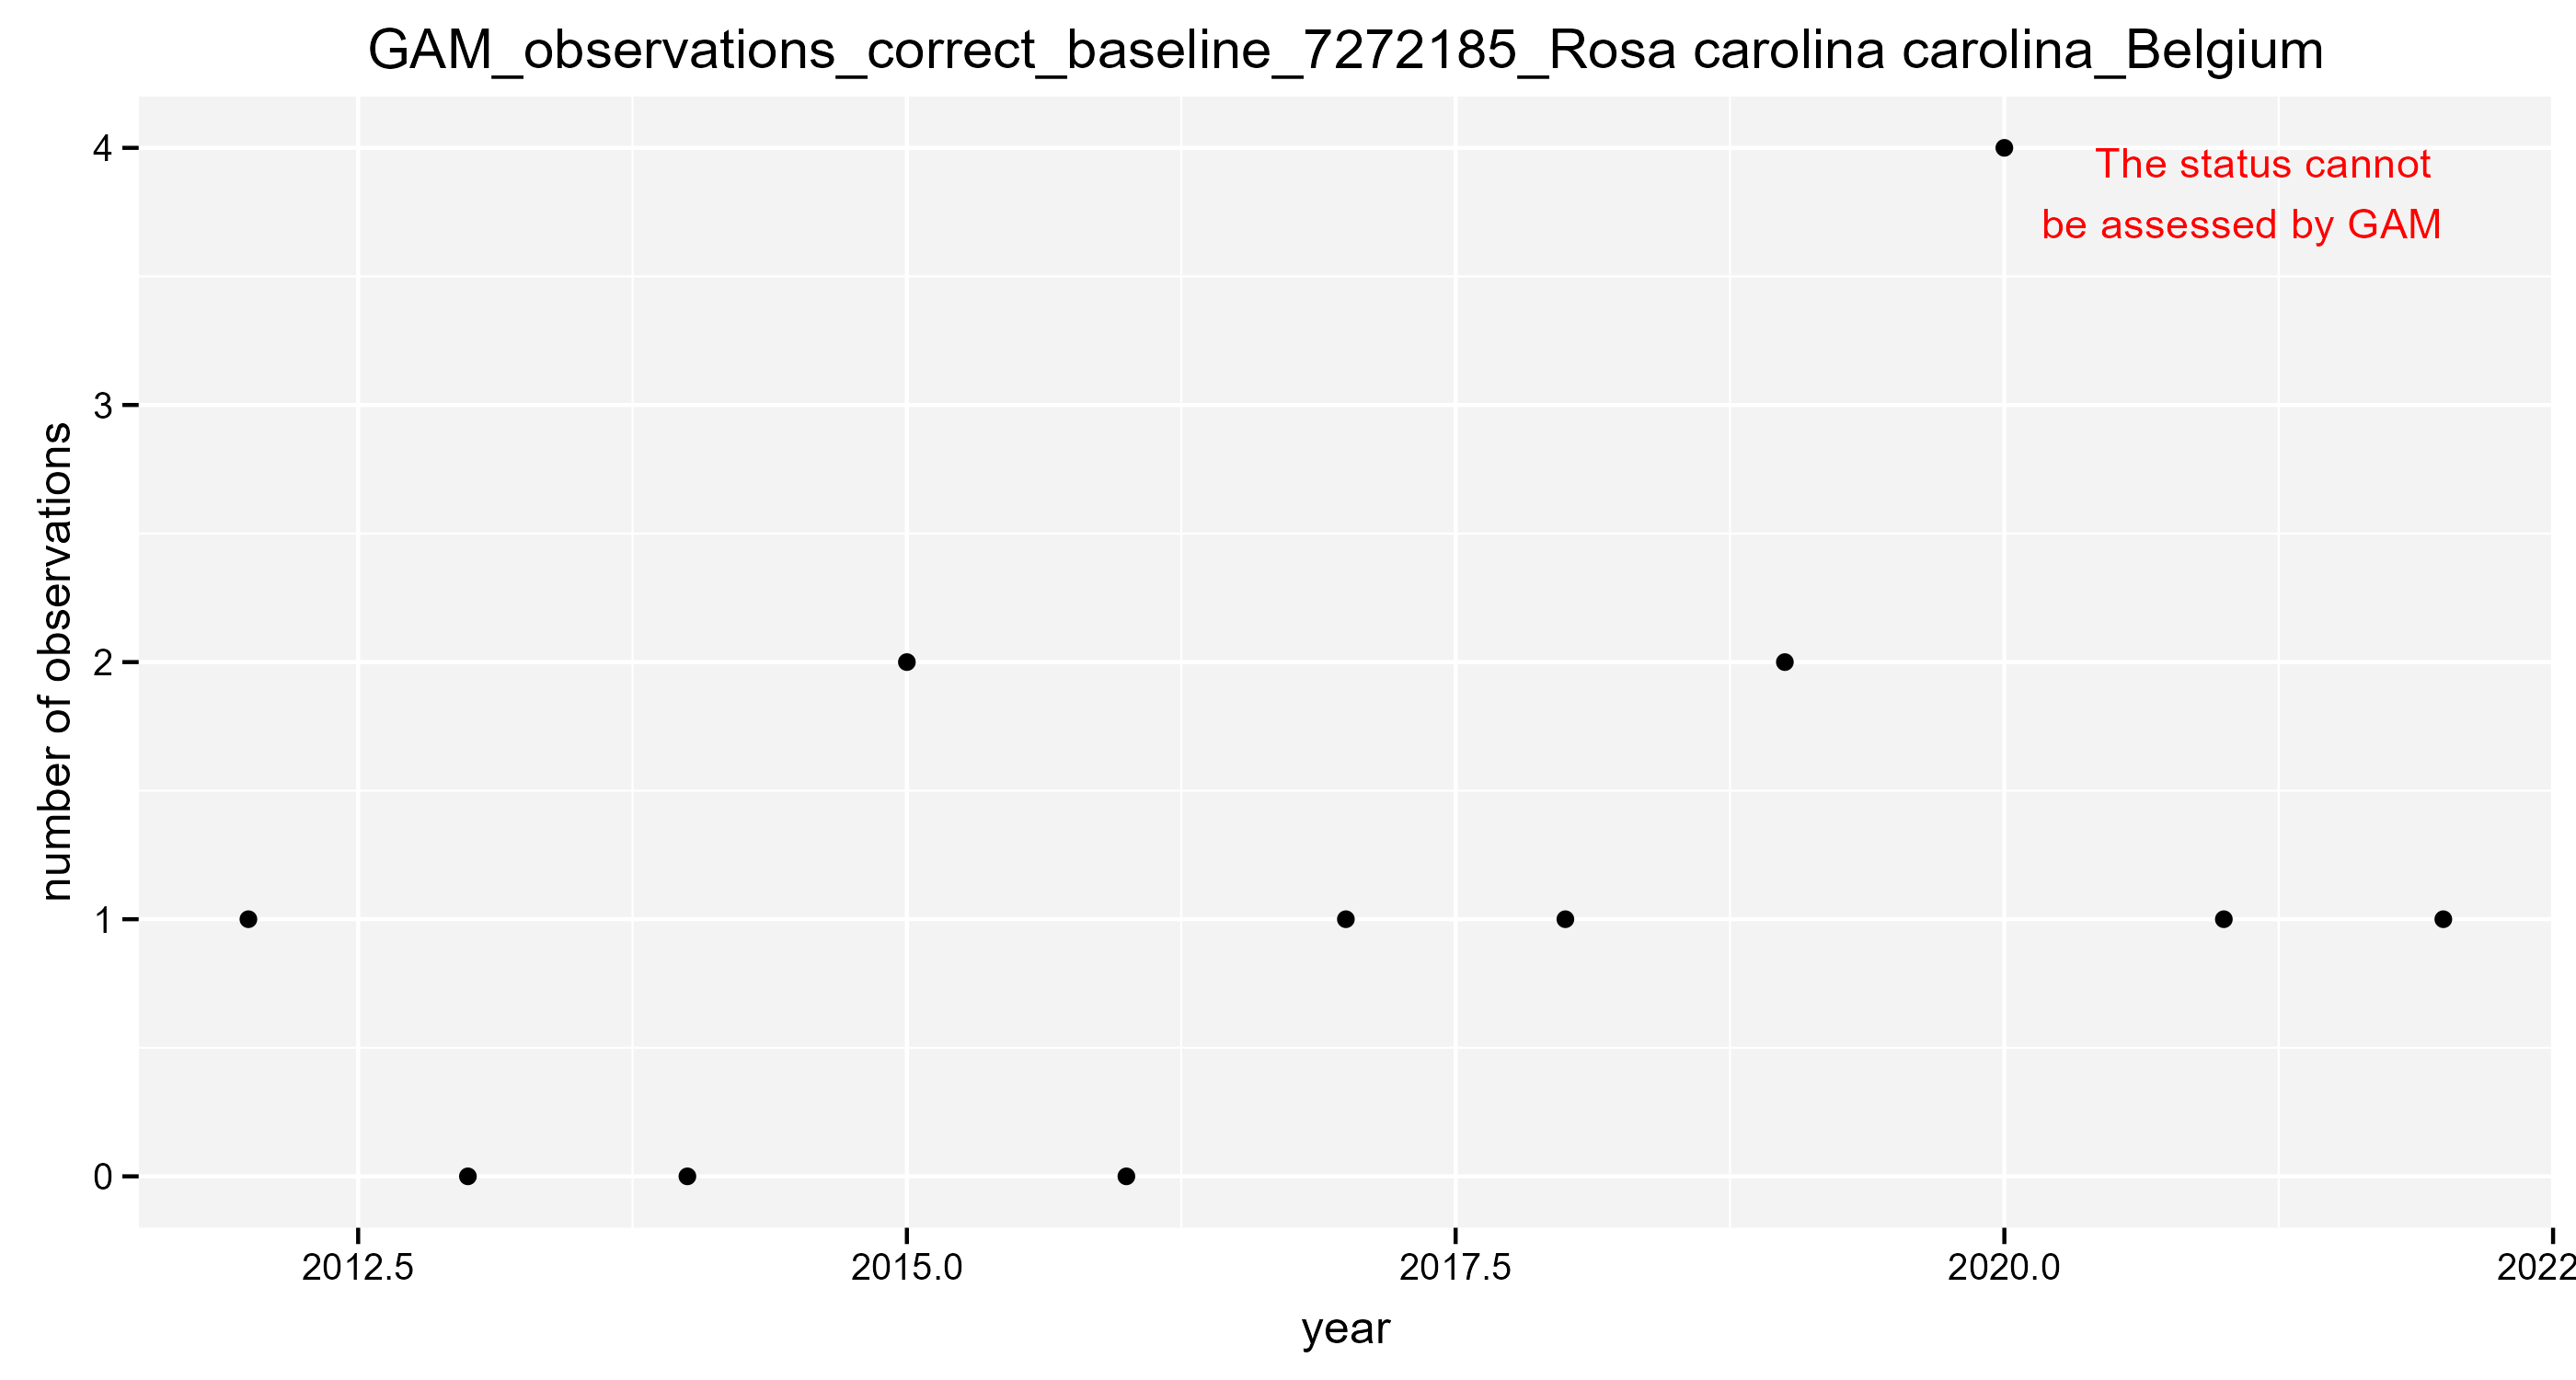 GAM_observations_correct_baseline_7272185_Rosa carolina carolina_Belgium
The status cannot
be assessed by GAM
number of observations
4
3
2
1
0
2012.5 2015.0 2017.5 2020.0 2022
year